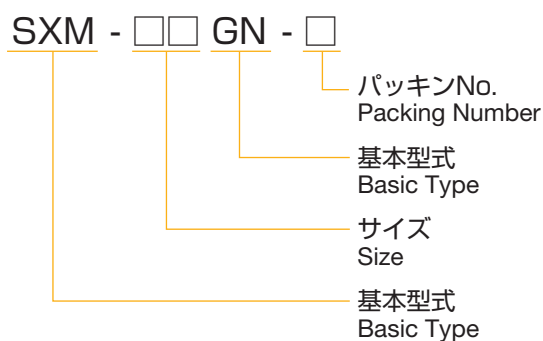 SXM - □□ GN - □
パッキンNo.
Packing Number
基本型式
Basic Type
サイズ
Size
基本型式
Basic Type